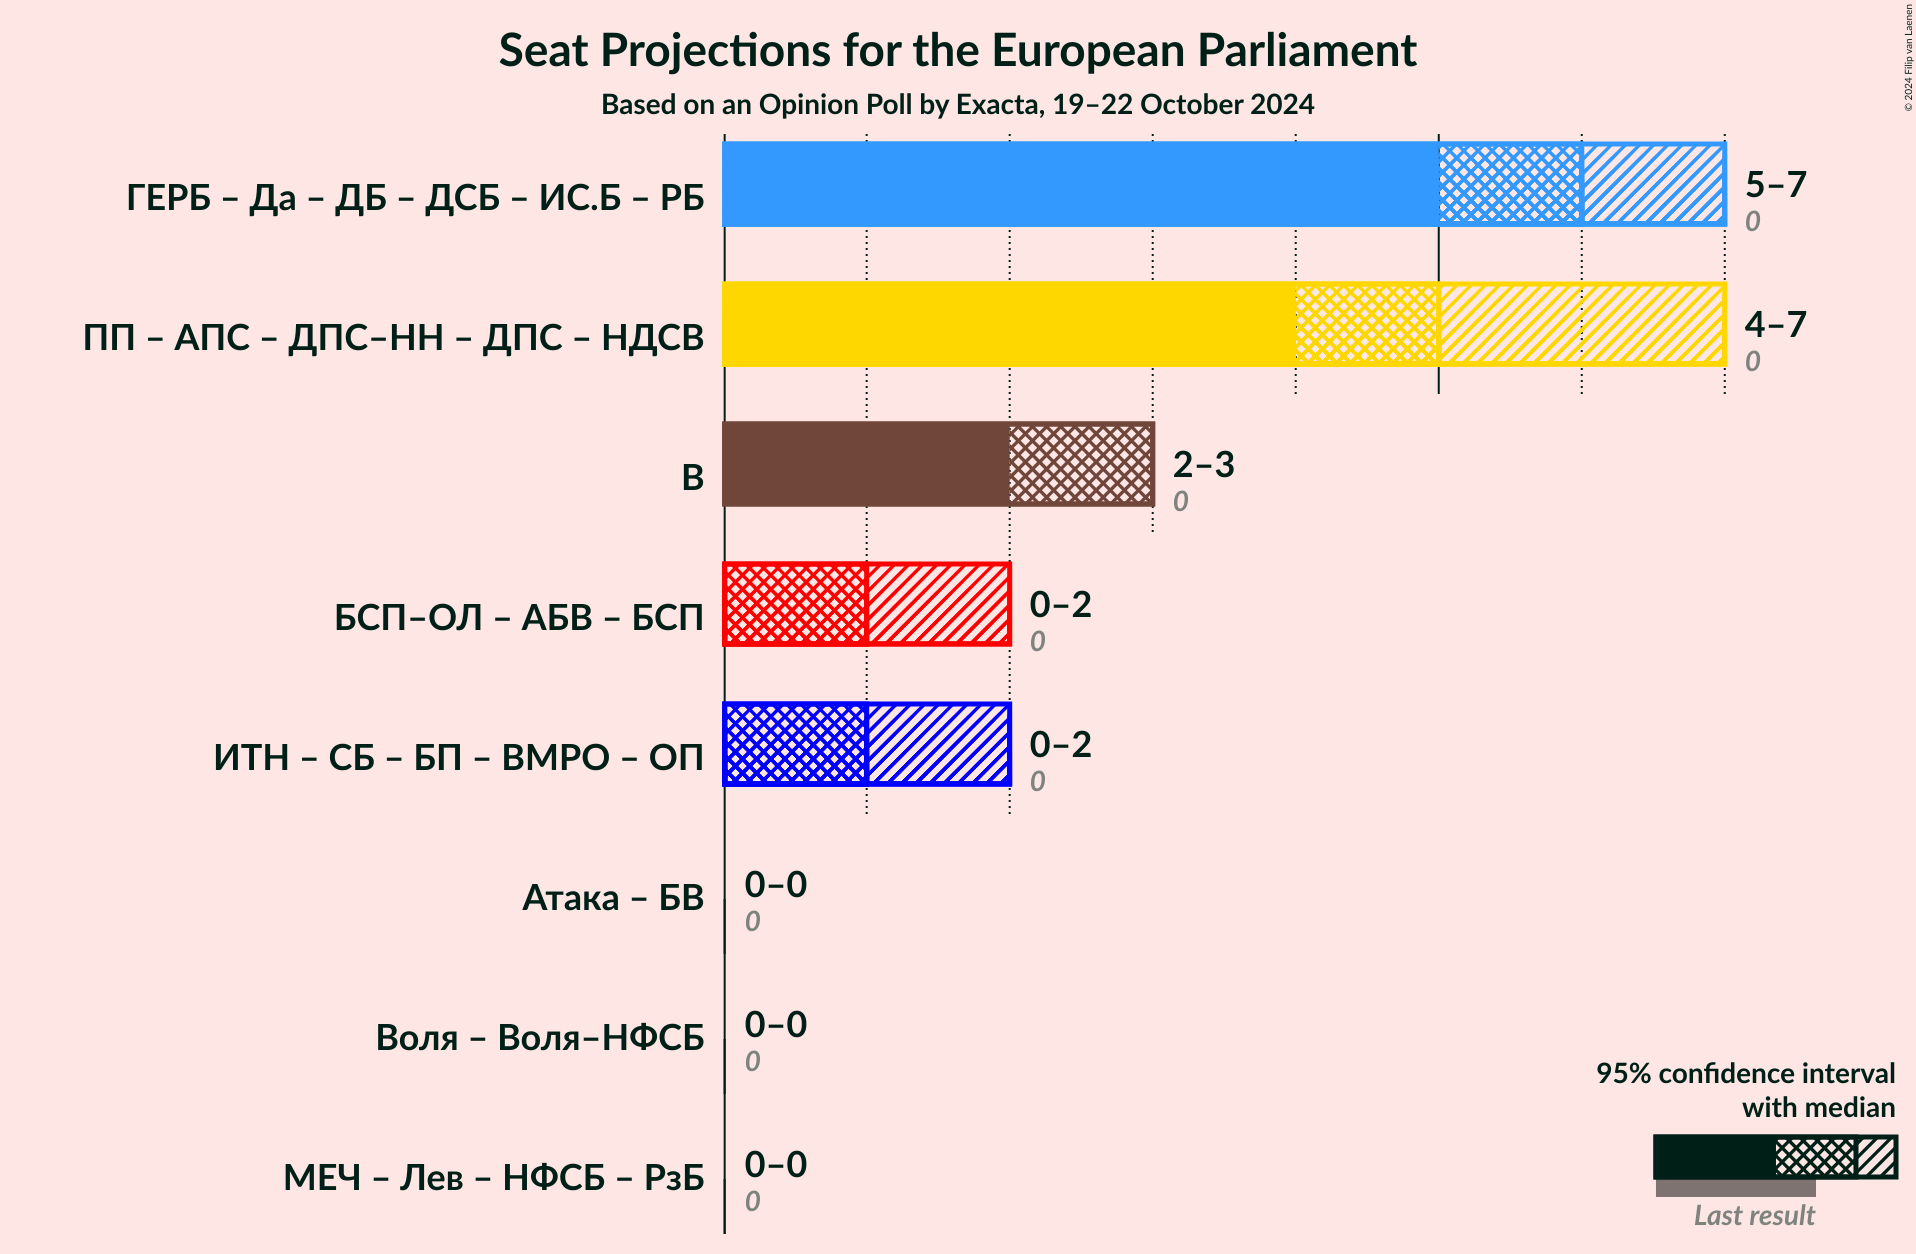 Seat Projections for the European Parliament
Based on an Opinion Poll by Exacta, 19–22 October 2024
© 2024 Filip van Laenen
ГЕРБ – Да – ДБ – ДСБ – ИС.Б – РБ
5–7
0
ПП – АПС – ДПС–НН – ДПС – НДСВ
4–7
0
В
2–3
0
БСП–ОЛ – АБВ – БСП
0–2
0
ИТН – СБ – БП – ВМРО – ОП
0–2
0
Атака – БВ
0–0
0
Воля – Воля–НФСБ
0–0
0
МЕЧ – Лев – НФСБ – РзБ
0–0
0
95% confidence interval
with median
Last result